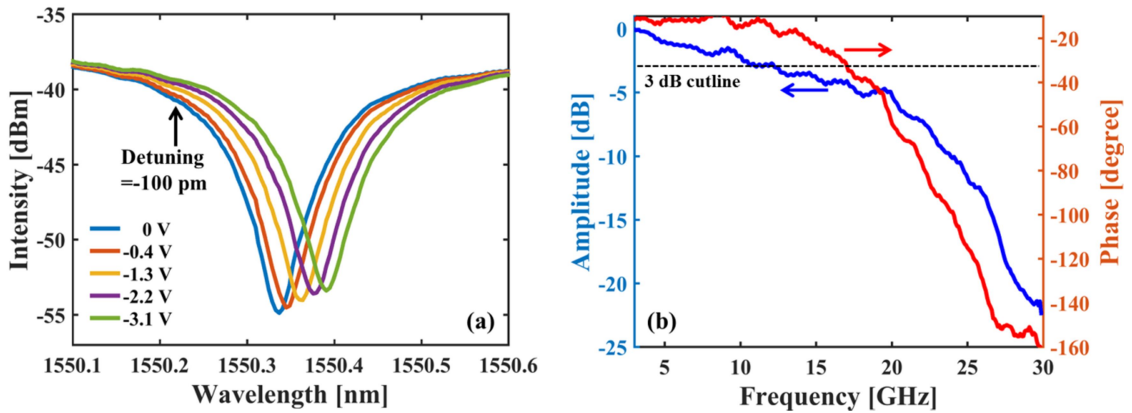 -35
-40
-45
-50
-55
Intensity [dBm]
Detuning
=-100 pm
0 V
-0.4 V
-1.3 V
-2.2 V
-3.1 V
(a)
1550.1 1550.2 1550.3 1550.4 1550.5 1550.6
Wavelength [nm]
0
-5
-10
-15
-20
-25
Amplitude [dB]
3 dB cutline
(b)
5 10 15 20 25 30
Frequency [GHz]
-20
-40
-60
-80
-100
-120
-140
-160
Phase [degree]